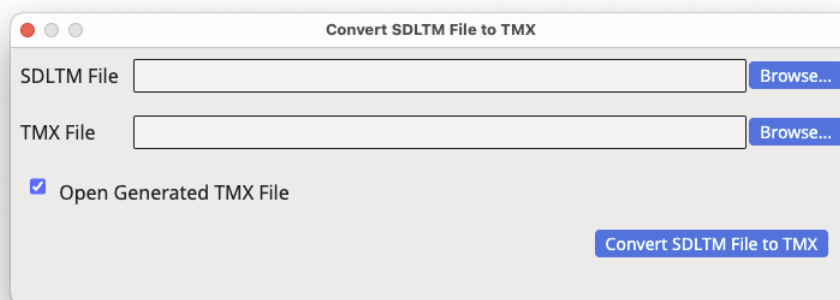 Convert SDLTM File to TMX
SDLTM File Browse...
TMX File Browse...
Open Generated TMX File
Convert SDLTM File to TMX